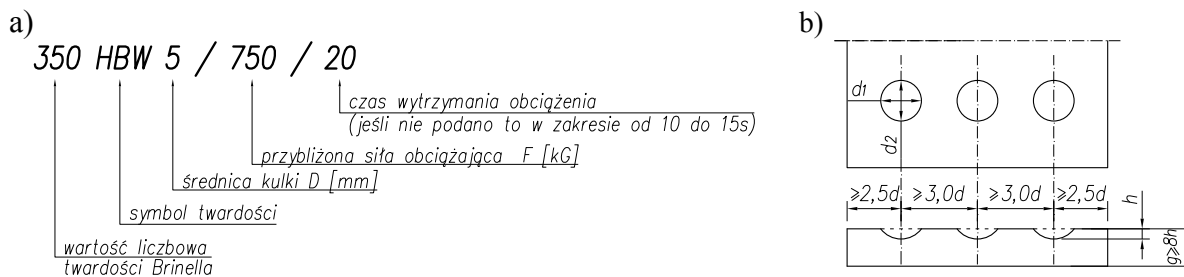 a)
350 HBW 5 / 750 / 20
czas wytrzymania obciążenia
(jeśli nie podano to w zakresie od 10 do 15s)
przybliżona siła obciążająca F [kG]
średnica kulki D [mm]
symbol twardości
wartość liczbowa
twardości Brinella
b)
d1
d2
≥2,5d ≥3,0d ≥3,0d ≥2,5d
h
g≥8h